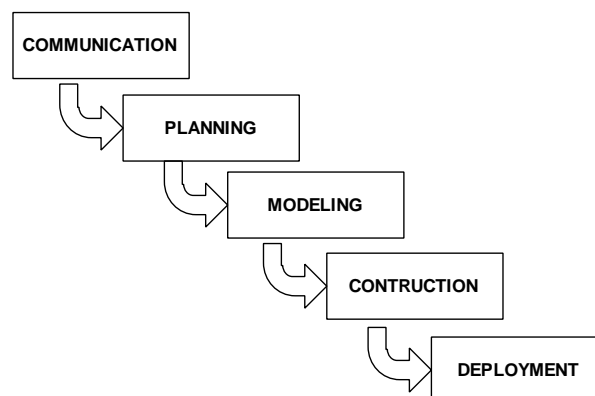 COMMUNICATION
PLANNING
MODELING
CONTRUCTION
DEPLOYMENT